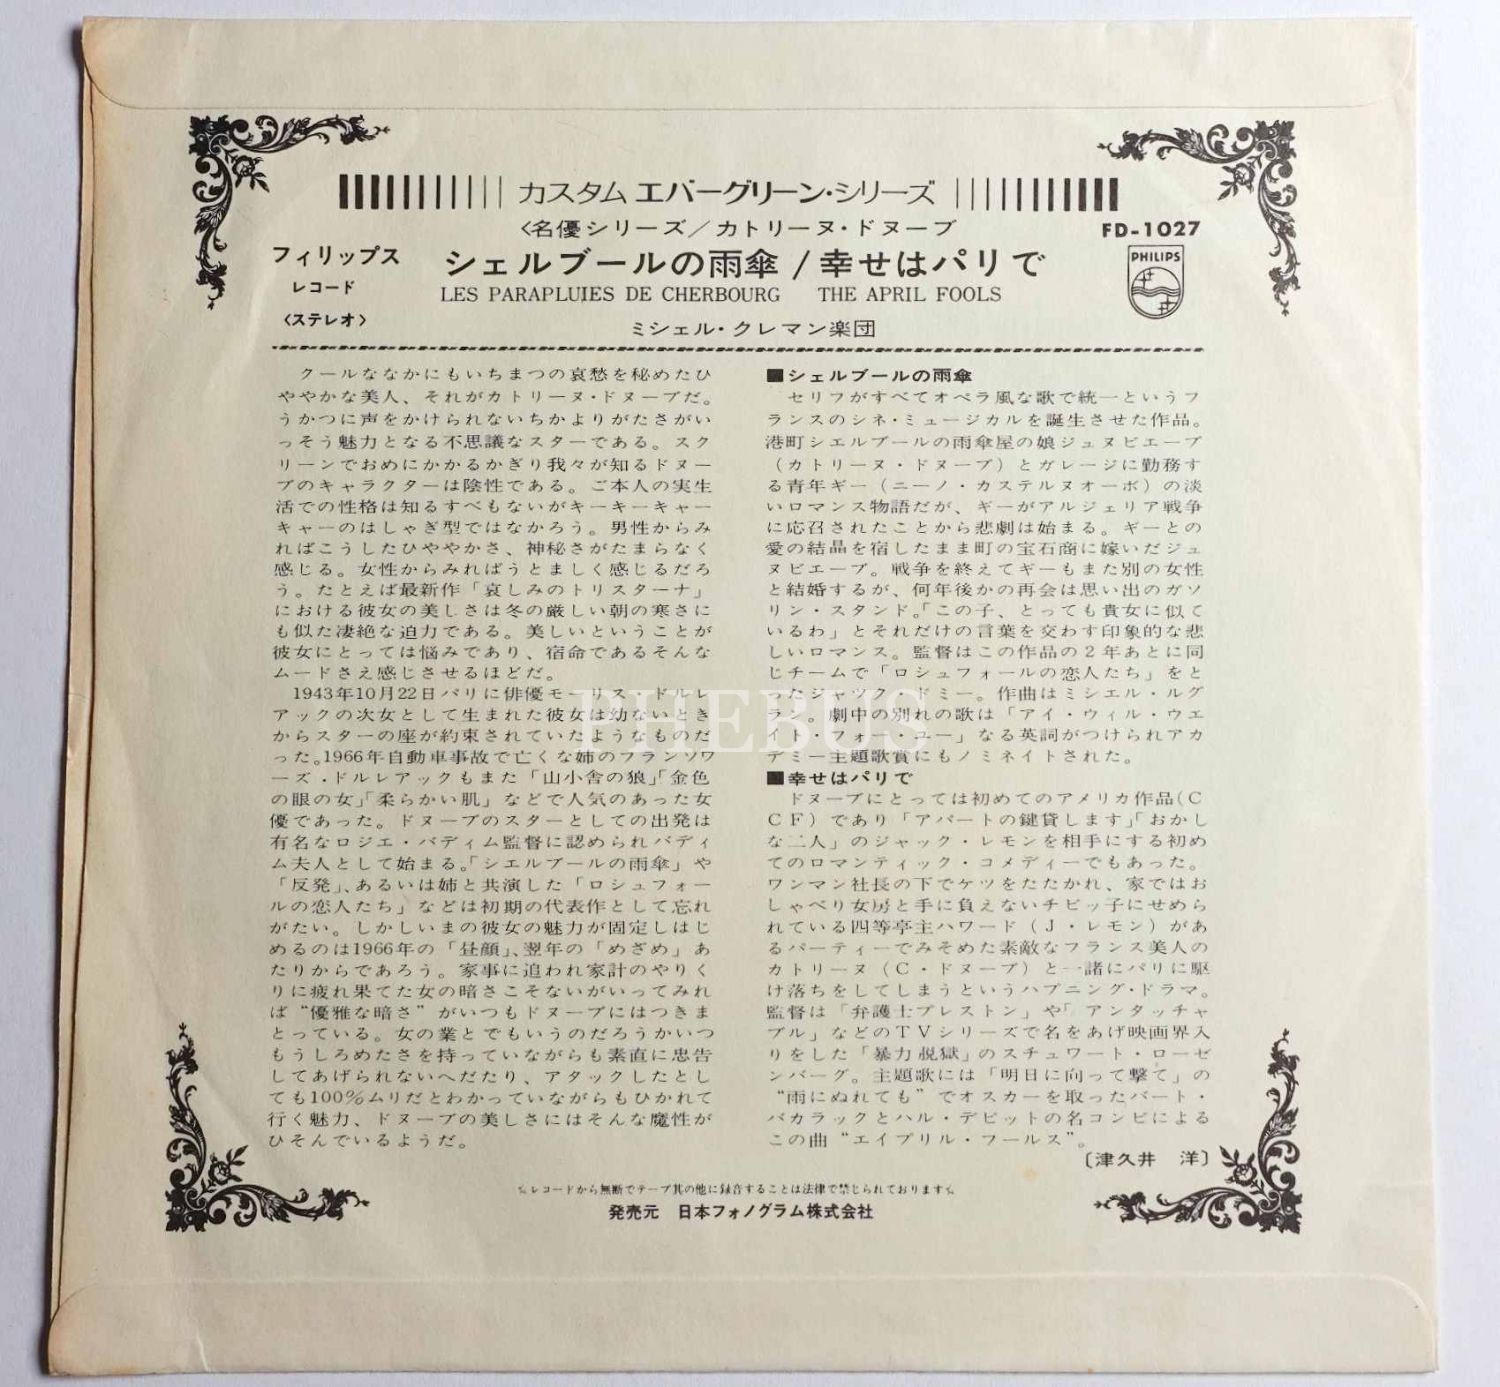 カスタム エバーグリーン・シリーズ
〈名優シリーズ／カトリーヌ・ドヌーブ
FD-1027
フィリップス
レコード
〈ステレオ〉
シェルブールの雨傘 / 幸せはパリで
LES PARAPLUIES DE CHERBOURG THE APRIL FOOLS
ミシェル・クレマン楽団
PHILIPS
クールななかにもいちまつの哀愁を秘めたひ
ややかな美人、それがカトリーヌ・ドヌーブだ。
うかつに声をかけられないちかよりがたさがい
っそう魅力となる不思議なスターである。スク
リーンでおめにかかるかぎり我々が知るドヌー
ブのキャラクターは陰性である。ご本人の実生
活での性格は知るすべもないがキーキーキャー
キャーのはしゃぎ型ではなかろう。男性からみ
ればこうしたひややかさ、神秘さがたまらなく
感じる。女性からみればうとましく感じるだろ
う。たとえば最新作「哀しみのトリスターナ」
における彼女の美しさは冬の厳しい朝の寒さに
も似た凄絶な迫力である。美しいということが
彼女にとっては悩みであり、宿命であるそんな
ムードさえ感じさせるほどだ。
1943年10月22日パリに俳優モーリス・ドルレ
アックの次女として生まれた彼女は幼ないとき
からスターの座が約束されていたようなものだ
った。1966年自動車事故で亡くな姉のフランソワ
ーズ・ドルレアックもまた「山小舎の狼」「金色
の眼の女」「柔らかい肌」などで人気のあった女
優であった。ドヌーブのスターとしての出発は
有名なロジエ・バディム監督に認められバディ
ム夫人として始まる。「シエルブールの雨傘」や
「反発」、あるいは姉と共演した「ロシュフォー
ルの恋人たち」などは初期の代表作として忘れ
がたい。しかしいまの彼女の魅力が固定しはじ
めるのは1966年の「昼顔」、翌年の「めざめ」あ
たりからであろう。家事に追われ家計のやりく
りに疲れ果てた女の暗さこそないがいってみれ
ば“優雅な暗さ”がいつもドヌーブにはつきま
とっている。女の業とでもいうのだろうかいつ
もうしろめたさを持っていながらも素直に忠告
してあげられないへだたり、アタックしたとし
ても100%ムリだとわかっていながらもひかれて
行く魅力、ドヌーブの美しさにはそんな魔性が
ひそんでいるようだ。
■シェルブールの雨傘
セリフがすべてオペラ風な歌で統一というフ
ランスのシネ・ミュージカルを誕生させた作品。
港町シエルブールの雨傘屋の娘ジュヌビエーブ
（カトリーヌ・ドヌーブ）とガレージに勤務す
る青年ギー（ニーノ・カステルヌオーボ）の淡
いロマンス物語だが、ギーがアルジェリア戦争
に応召されたことから悲劇は始まる。ギーとの
愛の結晶を宿したまま町の宝石商に嫁いだジュ
ヌビエーブ。戦争を終えてギーもまた別の女性
と結婚するが、何年後かの再会は思い出のガソ
リン・スタンド。「この子、とっても貴女に似て
いるわ」とそれだけの言葉を交わす印象的な悲
しいロマンス。監督はこの作品の２年あとに同
じチームで「ロシュフォールの恋人たち」をと
ったジャック・ドミー。作曲はミシエル・ルグ
ラン。劇中の別れの歌は「アイ・ウィル・ウエ
イト・フォー・ユー」なる英詞がつけられアカ
デミー主題歌賞にもノミネイトされた。
■幸せはパリで
ドヌーブにとっては初めてのアメリカ作品（C
CF）であり「アパートの鍵貸します」「おかし
な二人」のジャック・レモンを相手にする初め
てのロマンティック・コメディーでもあった。
ワンマン社長の下でケツをたたかれ、家ではお
しゃべり女房と手に負えないチビッ子にせめら
れている四等亭主ハワード（J・レモン）があ
るパーティーでみそめた素敵なフランス美人の
カトリーヌ（C・ドヌーブ）と一諸にパリに駆
け落ちをしてしまうというハプニング・ドラマ。
監督は「弁護士プレストン」や「アンタッチャ
ブル」などのTVシリーズで名をあげ映画界入
りをした「暴力脱獄」のスチュワート・ローゼ
ンバーグ。主題歌には「明日に向って撃て」の
“雨にぬれても”でオスカーを取ったバート・
バカラックとハル・デビットの名コンビによる
この曲“エイプリル・フールス”。
〔津久井 洋〕
☆レコードから無断でテープ其の他に録音することは法律で禁じられております☆
発売元 日本フォノグラム株式会社
PHEBUS